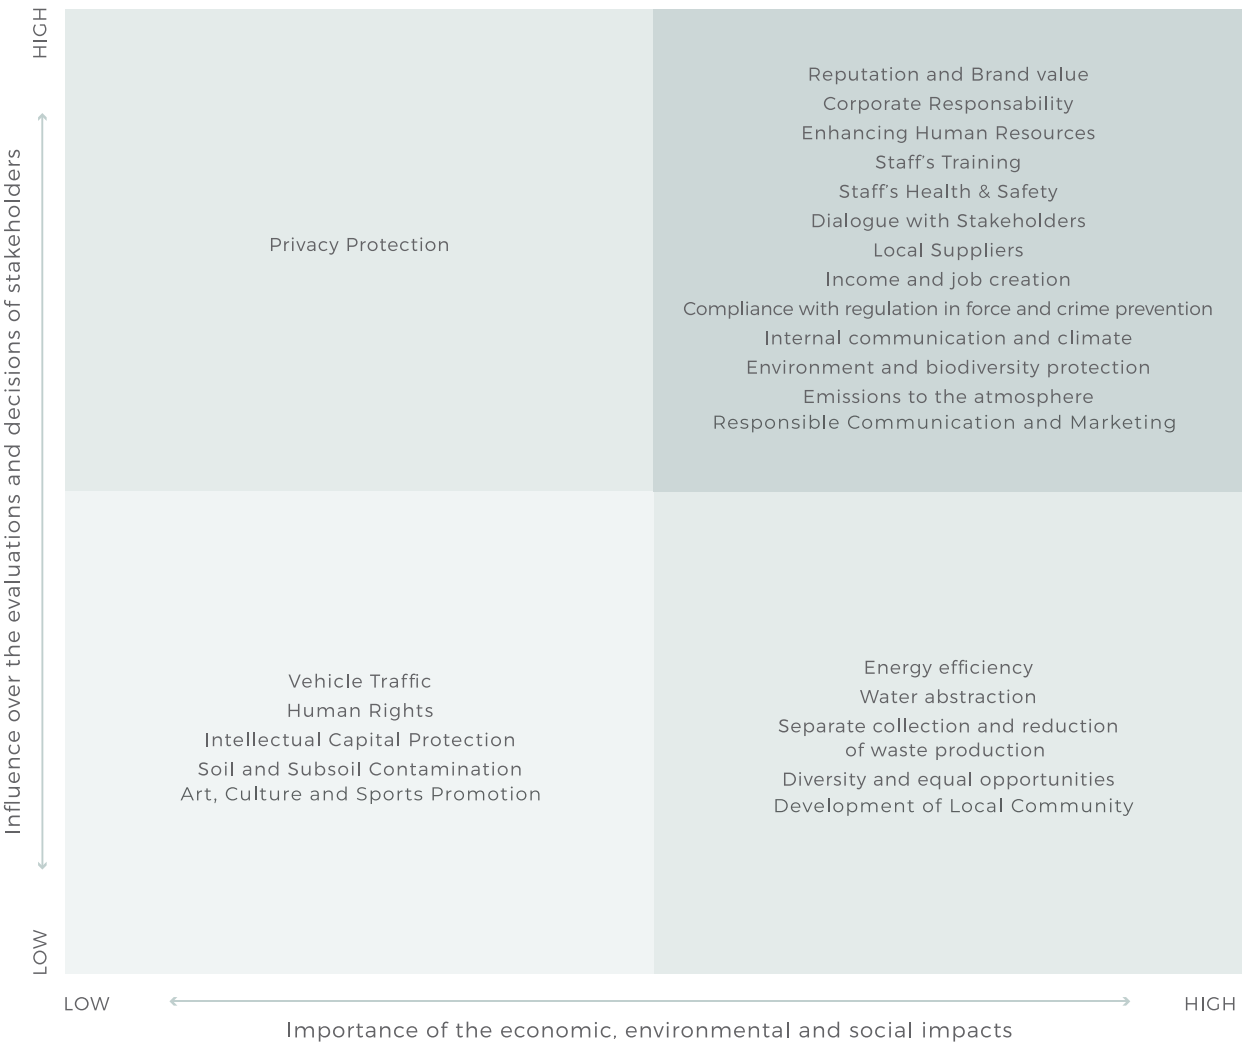 HIGH
Influence over the evaluations and decisions of stakeholders
LOW
Privacy Protection
Reputation and Brand value
Corporate Responsability
Enhancing Human Resources
Staff's Training
Staff's Health & Safety
Dialogue with Stakeholders
Local Suppliers
Income and job creation
Compliance with regulation in force and crime prevention
Internal communication and climate
Environment and biodiversity protection
Emissions to the atmosphere
Responsible Communication and Marketing
Vehicle Traffic
Human Rights
Intellectual Capital Protection
Soil and Subsoil Contamination
Art, Culture and Sports Promotion
Energy efficiency
Water abstraction
Separate collection and reduction
of waste production
Diversity and equal opportunities
Development of Local Community
LOW
HIGH
Importance of the economic, environmental and social impacts